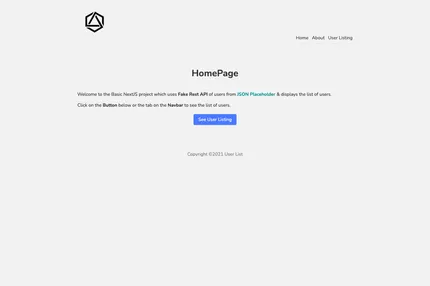 Home About User Listing
HomePage
Welcome to the Basic NextJS project which uses Fake Rest API of users from JSON Placeholder & displays the list of users.
Click on the Button below or the tab on the Navbar to see the list of users.
See User Listing
Copyright ©2021 User List